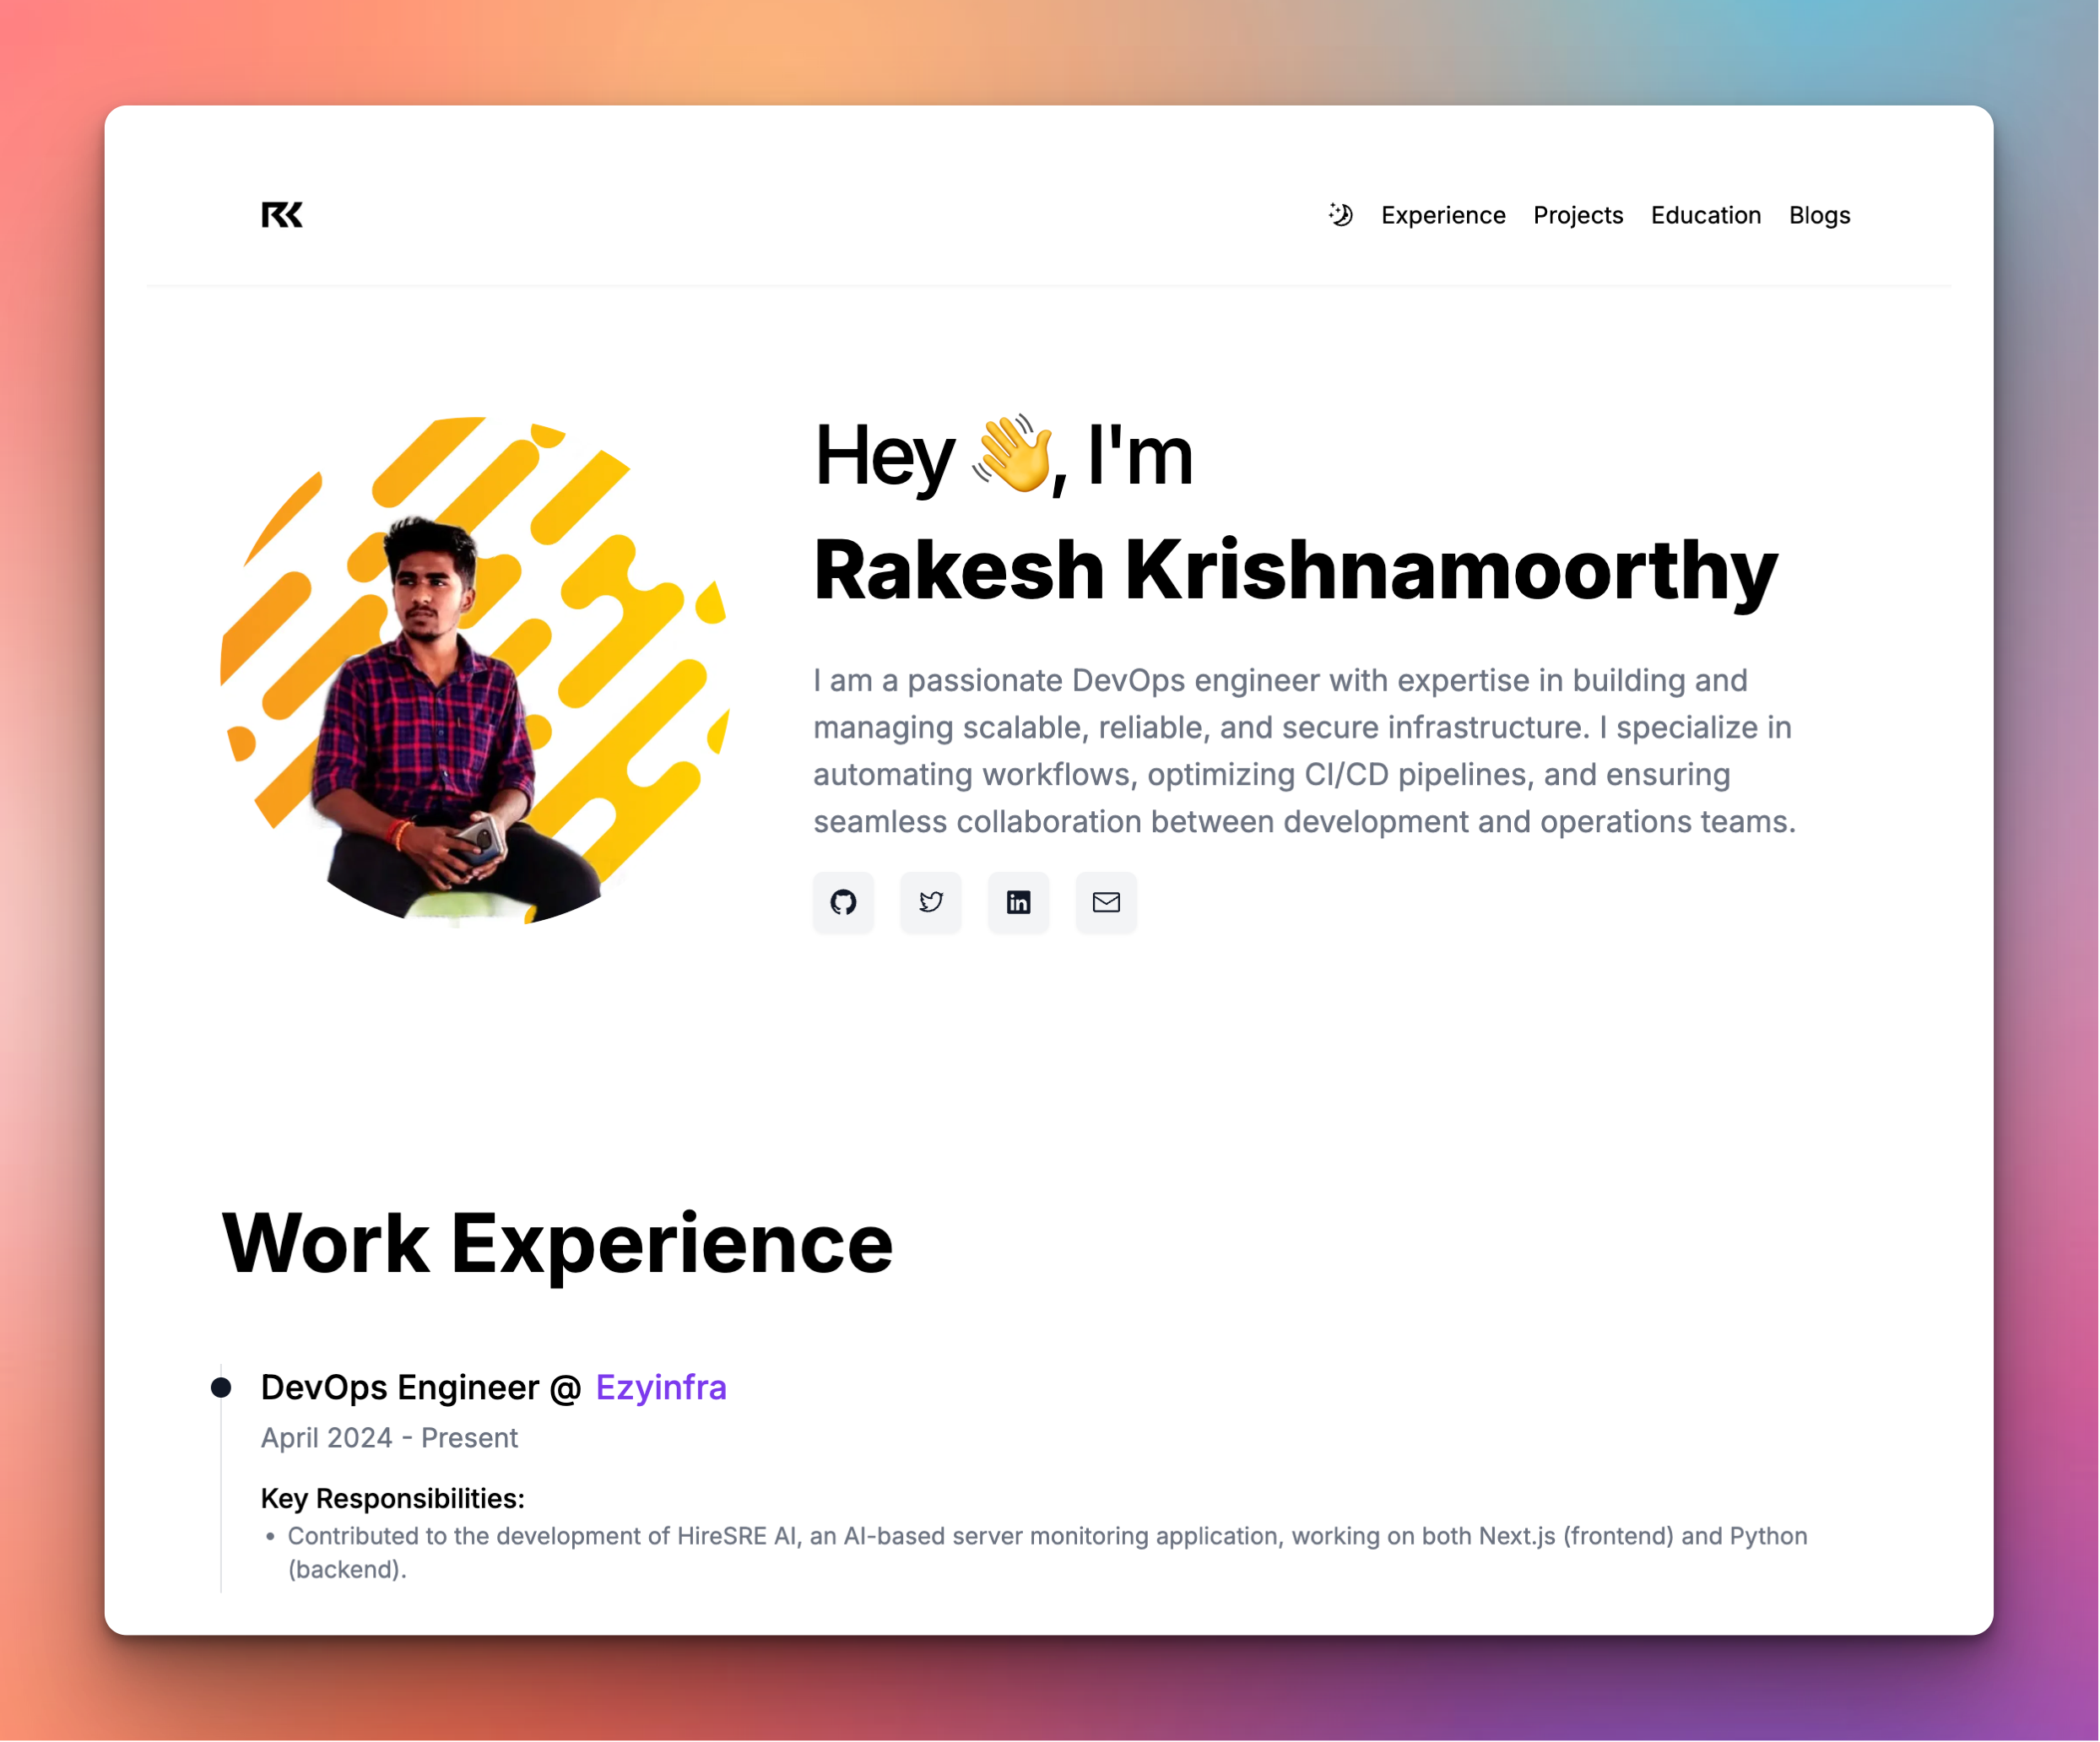 RK
Experience Projects Education Blogs
Hey 👋, I'm
Rakesh Krishnamoorthy
I am a passionate DevOps engineer with expertise in building and
managing scalable, reliable, and secure infrastructure. I specialize in
automating workflows, optimizing CI/CD pipelines, and ensuring
seamless collaboration between development and operations teams.
in
Work Experience
DevOps Engineer @ Ezyinfra
April 2024 - Present
Key Responsibilities:
• Contributed to the development of HireSRE AI, an AI-based server monitoring application, working on both Next.js (frontend) and Python
(backend).